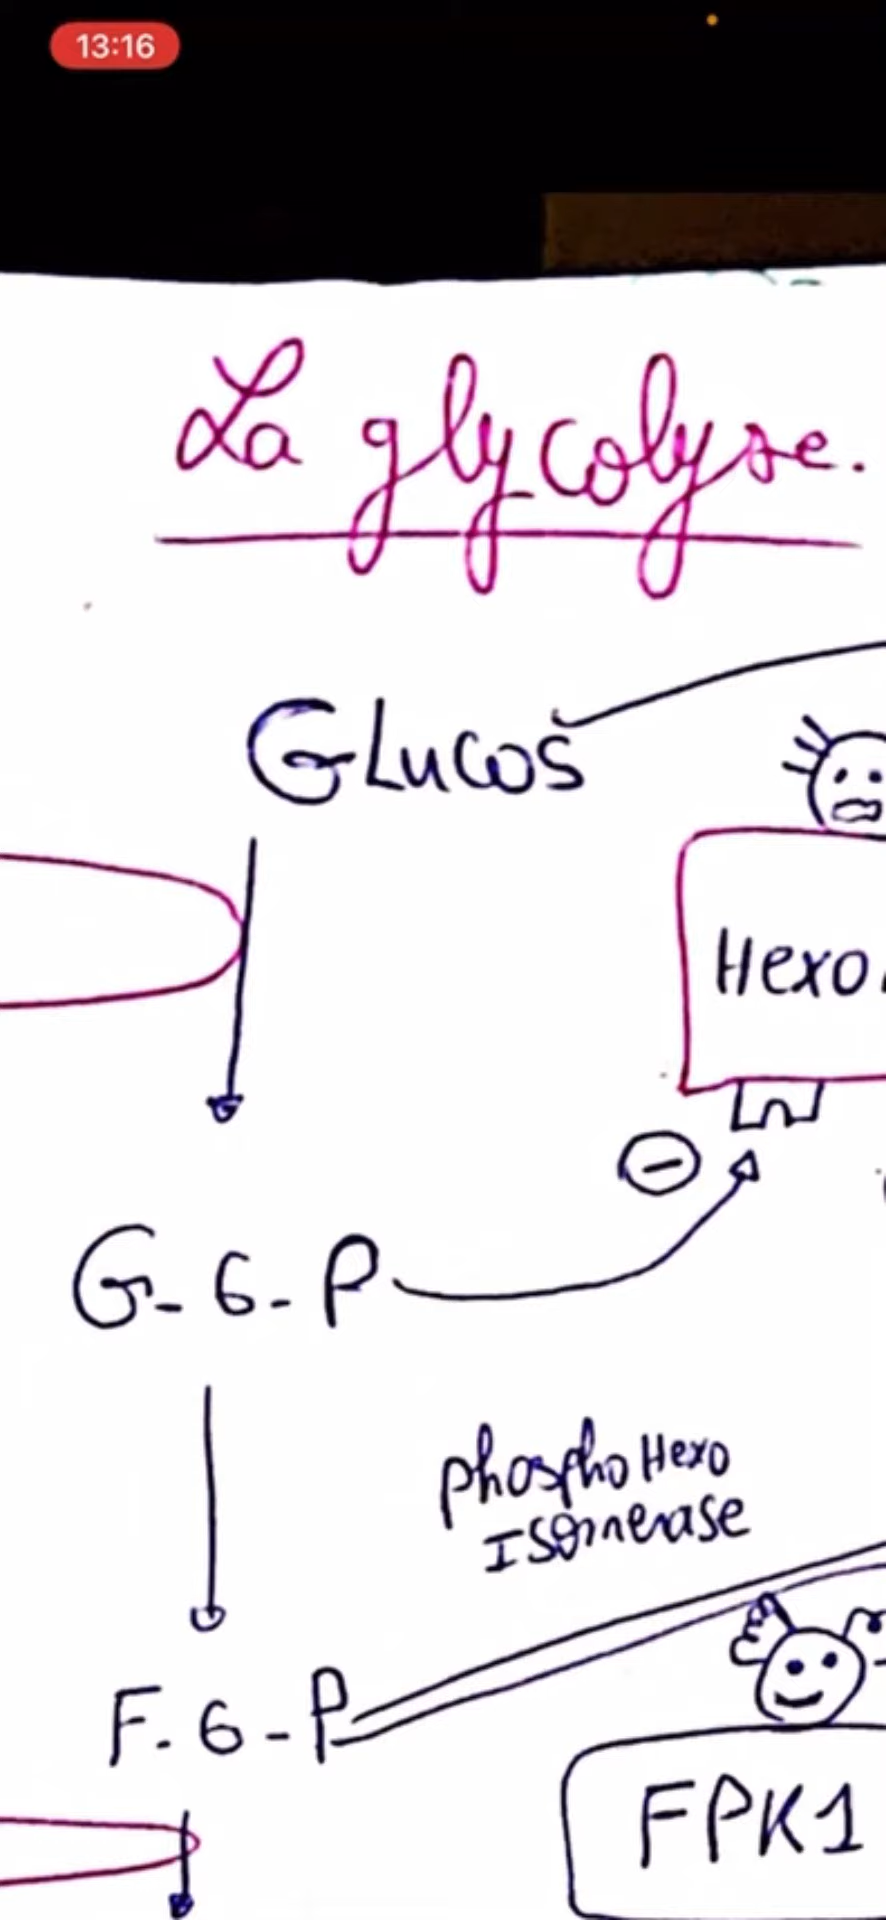 13:16
La glycolyse.
GLucos
Hexo
G-6-P
phospho Hexo
Isomerase
F.6-P
FPK1